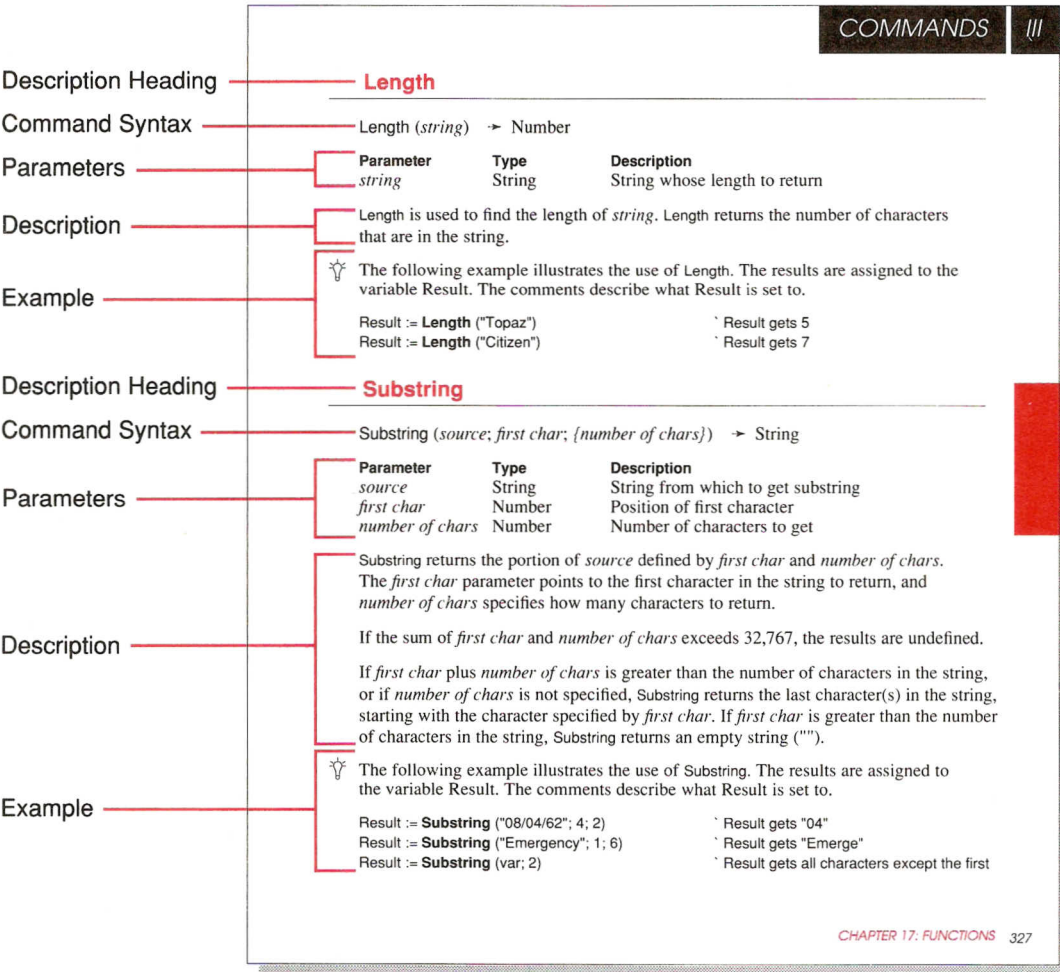 COMMANDS III
Description Heading Length
Command Syntax Length (string) ➛ Number
Parameters Parameter Type Description
string String String whose length to return
Description Length is used to find the length of string. Length returns the number of characters
that are in the string.
The following example illustrates the use of Length. The results are assigned to the
Example variable Result. The comments describe what Result is set to.
Result := Length ("Topaz") ` Result gets 5
Result := Length ("Citizen") ` Result gets 7
Description Heading Substring
Command Syntax Substring (source; first char; {number of chars}) ➛ String
Parameters Parameter Type Description
source String String from which to get substring
first char Number Position of first character
number of chars Number Number of characters to get
Substring returns the portion of source defined by first char and number of chars.
The first char parameter points to the first character in the string to return, and
number of chars specifies how many characters to return.
Description If the sum of first char and number of chars exceeds 32,767, the results are undefined.
If first char plus number of chars is greater than the number of characters in the string,
or if number of chars is not specified, Substring returns the last character(s) in the string,
starting with the character specified by first char. If first char is greater than the number
of characters in the string, Substring returns an empty string ("").
The following example illustrates the use of Substring. The results are assigned to
Example the variable Result. The comments describe what Result is set to.
Result := Substring ("08/04/62"; 4; 2) ` Result gets "04"
Result := Substring ("Emergency"; 1; 6) ` Result gets "Emerge"
Result := Substring (var; 2) ` Result gets all characters except the first
CHAPTER 17: FUNCTIONS 327